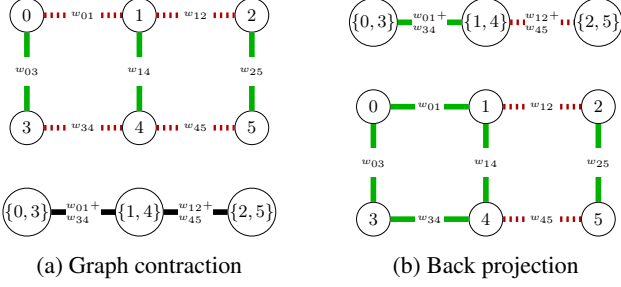 0 w₀₁ 1 w₁₂ 2
w₀₃ w₁₄ w₂₅
3 w₃₄ 4 w₄₅ 5
{0, 3} w₀₁+ w₃₄ {1, 4} w₁₂+ w₄₅ {2, 5}
(a) Graph contraction
{0, 3} w₀₁+ w₃₄ {1, 4} w₁₂+ w₄₅ {2, 5}
0 w₀₁ 1 w₁₂ 2
w₀₃ w₁₄ w₂₅
3 w₃₄ 4 w₄₅ 5
(b) Back projection